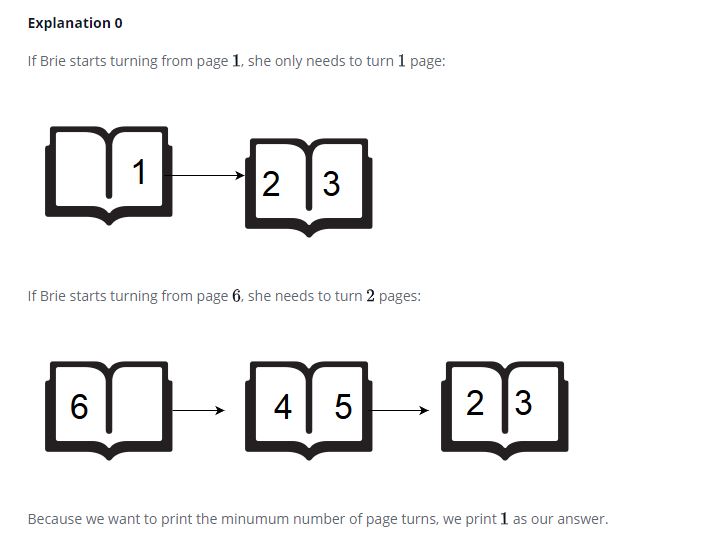 Explanation 0
If Brie starts turning from page 1, she only needs to turn 1 page:
1
2 3
If Brie starts turning from page 6, she needs to turn 2 pages:
6
4 5
2 3
Because we want to print the minumum number of page turns, we print 1 as our answer.